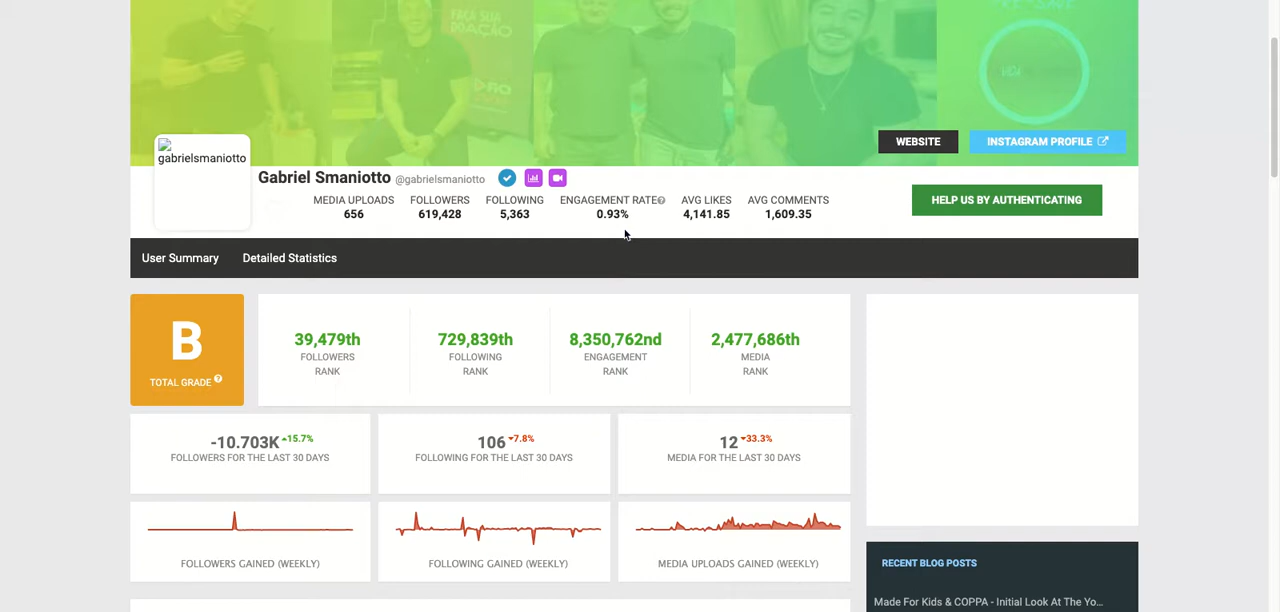 FAÇA SUA
DOAÇÃO
WEBSITE
INSTAGRAM PROFILE
gabrielsmaniotto
Gabriel Smaniotto @gabrielsmaniotto
MEDIA UPLOADS FOLLOWERS FOLLOWING ENGAGEMENT RATE AVG LIKES AVG COMMENTS
656 619,428 5,363 0.93% 4,141.85 1,609.35
HELP US BY AUTHENTICATING
User Summary Detailed Statistics
B
TOTAL GRADE ?
39,479th 729,839th 8,350,762nd 2,477,686th
FOLLOWERS FOLLOWING ENGAGEMENT MEDIA
RANK RANK RANK RANK
-10.703K 15.7% 106 7.8% 12 33.3%
FOLLOWERS FOR THE LAST 30 DAYS FOLLOWING FOR THE LAST 30 DAYS MEDIA FOR THE LAST 30 DAYS
FOLLOWERS GAINED (WEEKLY) FOLLOWING GAINED (WEEKLY) MEDIA UPLOADS GAINED (WEEKLY)
RECENT BLOG POSTS
Made For Kids & COPPA - Initial Look At The Yo...